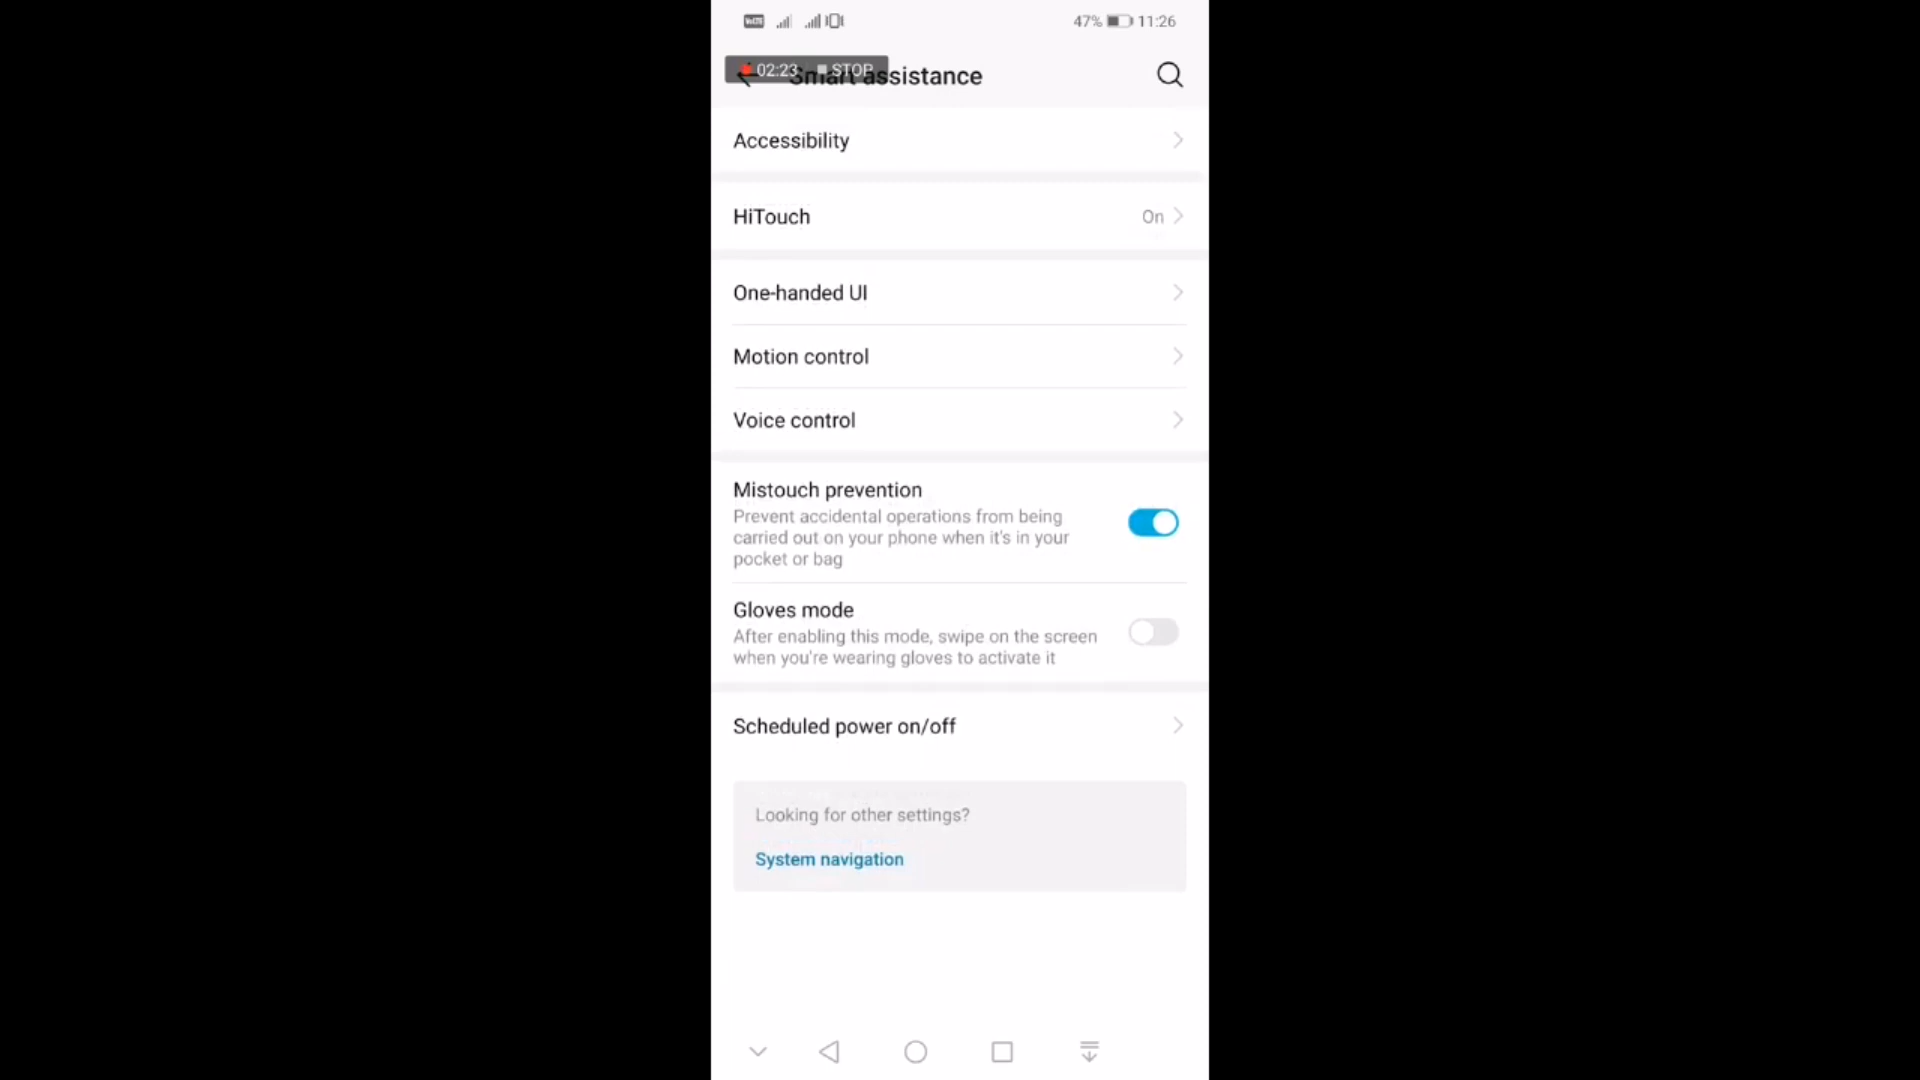 VoLTE 47% 11:26
02:23 STOP
Smart assistance
Accessibility
HiTouch On
One-handed UI
Motion control
Voice control
Mistouch prevention
Prevent accidental operations from being
carried out on your phone when it's in your
pocket or bag
Gloves mode
After enabling this mode, swipe on the screen
when you're wearing gloves to activate it
Scheduled power on/off
Looking for other settings?
System navigation